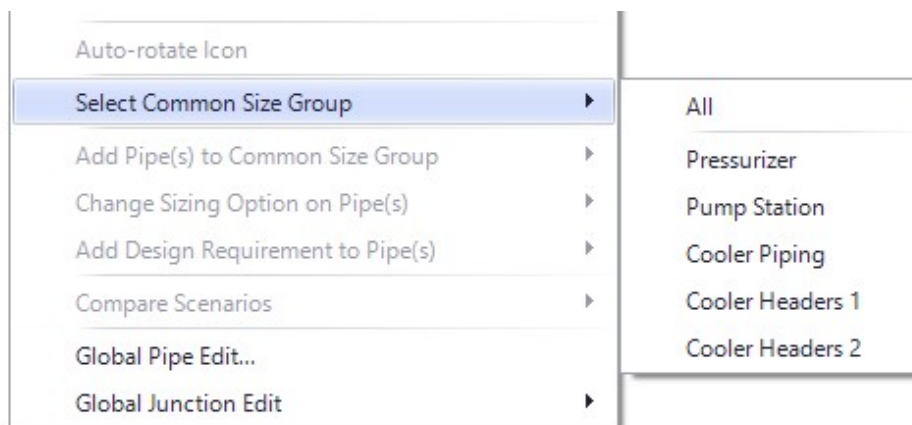 Auto-rotate Icon
Select Common Size Group
Add Pipe(s) to Common Size Group
Change Sizing Option on Pipe(s)
Add Design Requirement to Pipe(s)
Compare Scenarios
Global Pipe Edit...
Global Junction Edit
All
Pressurizer
Pump Station
Cooler Piping
Cooler Headers 1
Cooler Headers 2